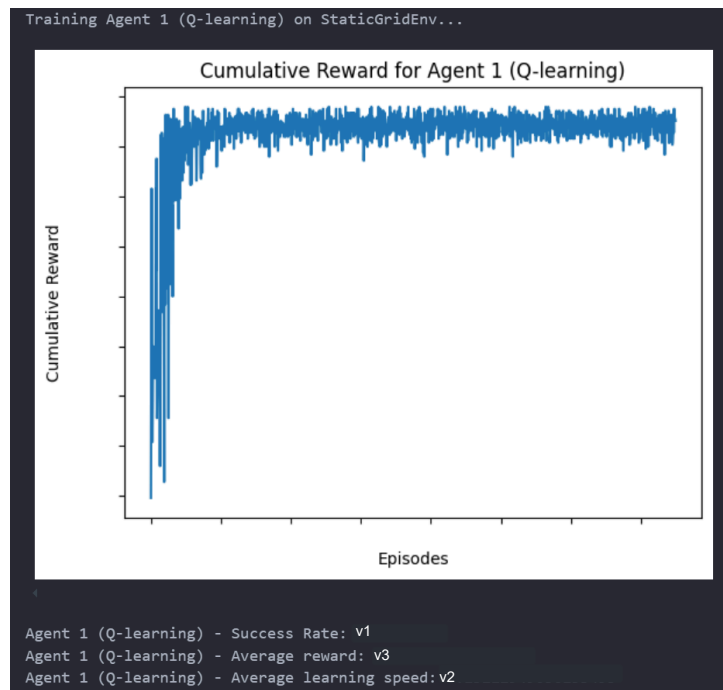 Training Agent 1 (Q-learning) on StaticGridEnv...
Cumulative Reward for Agent 1 (Q-learning)
Cumulative Reward
Episodes
Agent 1 (Q-learning) - Success Rate: v1
Agent 1 (Q-learning) - Average reward: v3
Agent 1 (Q-learning) - Average learning speed: v2